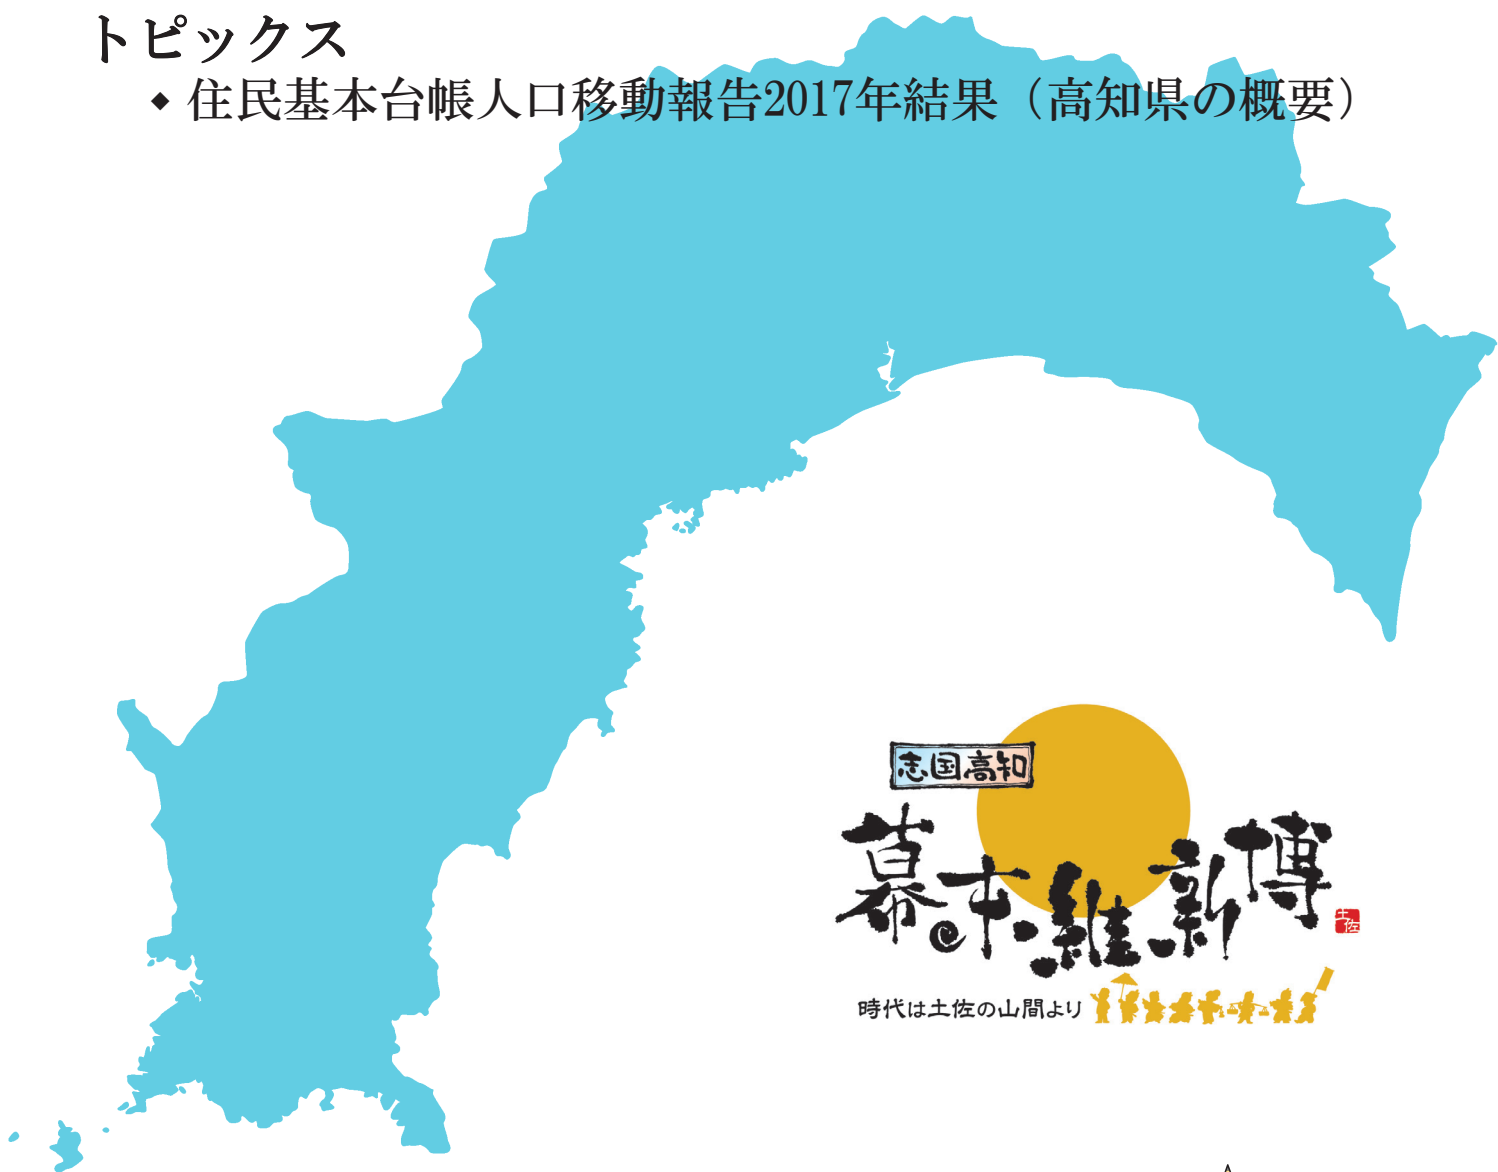 トピックス
◆ 住民基本台帳人口移動報告2017年結果（高知県の概要）
志国高知
幕末維新博
土佐
時代は土佐の山間より